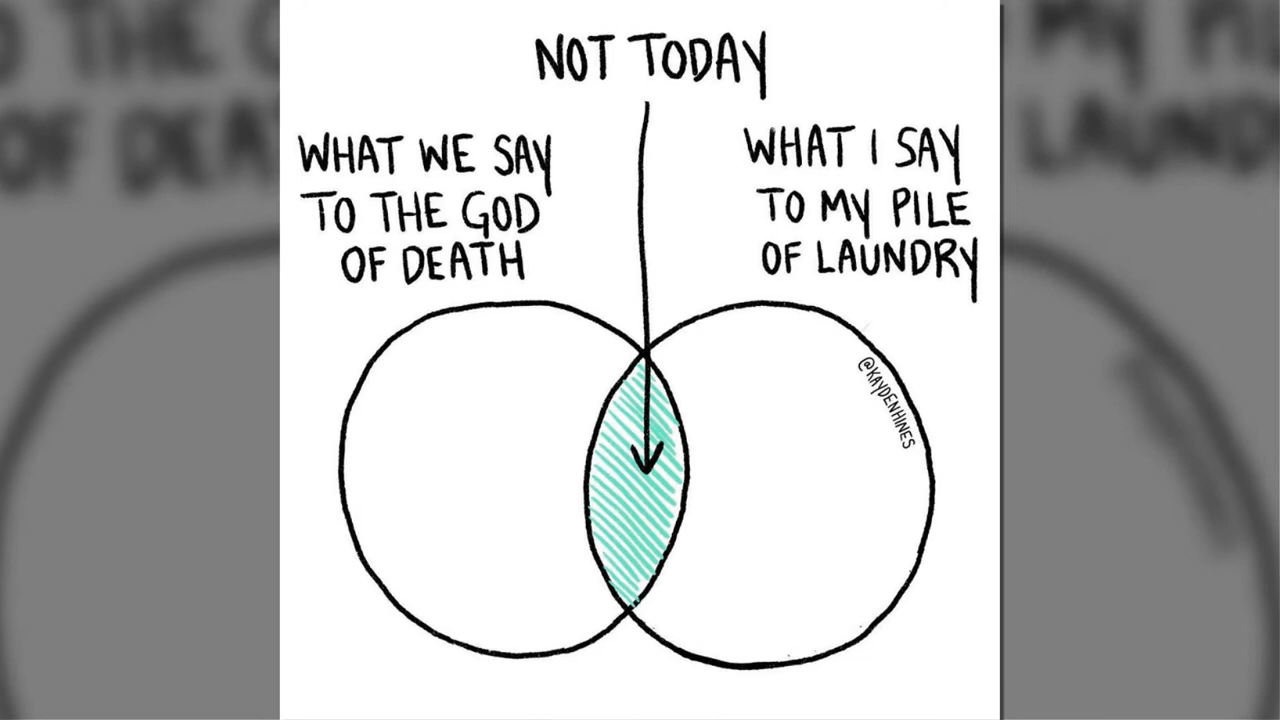 NOT TODAY
WHAT WE SAY
TO THE GOD
OF DEATH
WHAT I SAY
TO MY PILE
OF LAUNDRY
@KAYDENHINES